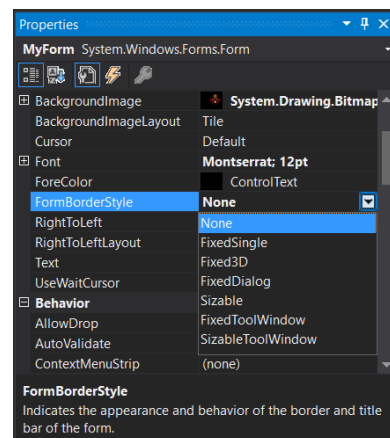 Properties
MyForm System.Windows.Forms.Form
BackgroundImage System.Drawing.Bitmap
BackgroundImageLayout Tile
Cursor Default
Font Montserrat; 12pt
ForeColor ControlText
FormBorderStyle None
RightToLeft None
RightToLeftLayout FixedSingle
Text Fixed3D
UseWaitCursor FixedDialog
Behavior Sizable
AllowDrop FixedToolWindow
AutoValidate SizableToolWindow
ContextMenuStrip (none)
FormBorderStyle
Indicates the appearance and behavior of the border and title
bar of the form.